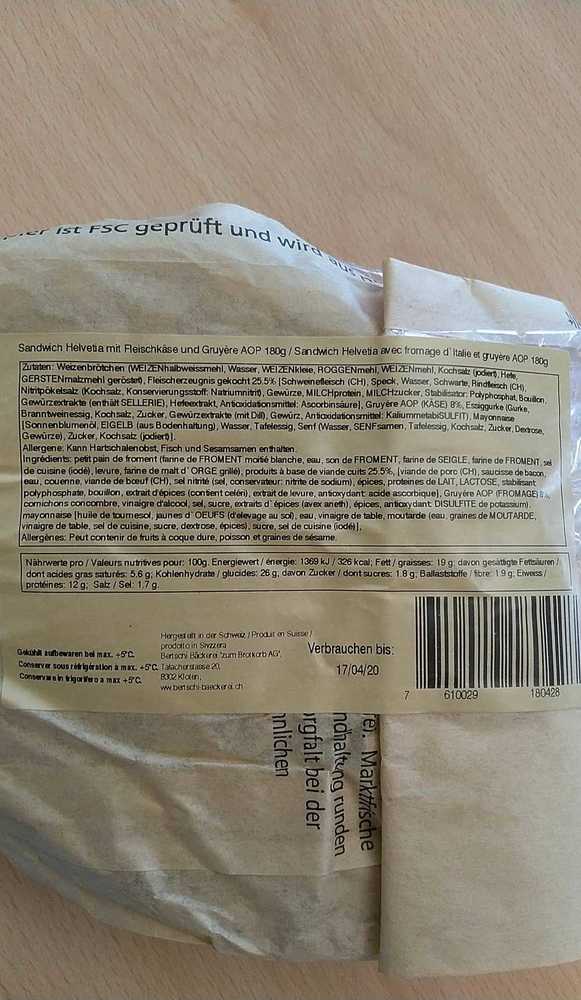 ist FSC geprüft und wird aus
Sandwich Helvetia mit Fleischkäse und Gruyère AOP 180g / Sandwich Helvetia avec fromage d`Italie et gruyère AOP 180g
Zutaten: Weizenbrötchen (WEIZENhalbweissmehl), Wasser, WEIZENkleie, ROGGENmehl, WEIZENmehl, Kochsalz (jodiert), Hefe,
GERSTENmalzmehl geröstet), Fleischerzeugnis gekocht 25.5% [Schweinefleisch (CH), Speck, Wasser, Schwarte, Rindfleisch (CH),
Nitritpökelsalz (Kochsalz, Konservierungsstoff: Natriumnitrit), Gewürze, MILCHprotein, MILCHzucker, Stabilisator: Polyphosphat, Bouillon,
Gewürzextrakte (enthält SELLERIE), Hefeextrakt, Antioxidationsmittel: Ascorbinsäure], Gruyère AOP (KÄSE) 8%, Essiggurke (Gurke,
Branntweinessig, Kochsalz, Zucker, Gewürzextrakte (mit Dill), Gewürz, Antioxidationsmittel: KaliummetabiSULFIT), Mayonnaise
[Sonnenblumenöl, EIGELB (aus Bodenhaltung), Wasser, Tafelessig, Senf (Wasser, SENFsamen, Tafelessig, Kochsalz, Zucker, Dextrose,
Gewürze), Zucker, Kochsalz (jodiert)].
Allergene: Kann Hartschalenobst, Fisch und Sesamsamen enthalten.
Ingrédients: petit pain de froment (farine de FROMENT morité blanche, eau, son de FROMENT, farine de SEIGLE, farine de FROMENT, sel
de cuisine (iodé), levure, farine de malt d`ORGE grillé), produits à base de viande cuits 25.5%, [viande de porc (CH), saucisse de bacon,
eau, couenne, viande de bœuf (CH), sel nitrité (sel, conservateur: nitrite de sodium), épices, proteines de LAIT, LACTOSE, stabilisant:
polyphosphate, bouillon, extrait d'épices (contient celéri), extrait de levure, antioxydant: acide ascorbique], Gruyère AOP (FROMAGE) 8%,
cornichons concombre, vinaigre d'alcool, sel, sucre, extraits d`épices (avex aneth), épices, antioxydant: DISULFITE de potassium).
mayonnaise [huile de tournesol, jaunes d`OEUFS (d'elevage au sol), eau, vinaigre de table, moutarde (eau, graines de MOUTARDE,
vinaigre de table, sel de cuisine, sucre, dextrose, épices), sucre, sel de cuisine (iodé)],
Allergènes: Peut contenir de fruits à coque dure, poisson et graines de sésame.
Nährwerte pro / Valeurs nutritives pour: 100g. Energiewert / énergie: 1369 kJ / 326 kcal; Fett / graisses: 19 g: davon gesättigte Fettsäuren /
dont acides gras saturés: 5.6 g; Kohlenhydrate / glucides: 26 g, davon Zucker / dont sucres: 1.8 g; Ballaststoffe / fibre: 1.9 g; Eiweiss /
protéines: 12 g; Salz / Sel: 1.7 g.
Gekühlt aufbewaren bei max. +5°C.
Conserver sous réfrigération à max. +5°C.
Conservare in frigorifero a max +5°C.
Hergestellt in der Schweiz / Produit en Suisse /
prodotto in Svizzera
Bertschi Bäckerei "zum Brotkorb AG",
Talacherstrasse 20,
8302 Kloten,
www.bertschi-baeckerei.ch
Verbrauchen bis:
17/04/20
7 610029 180428
Marktfrische
ndhaltung runden
orgfalt bei der
nnlichen